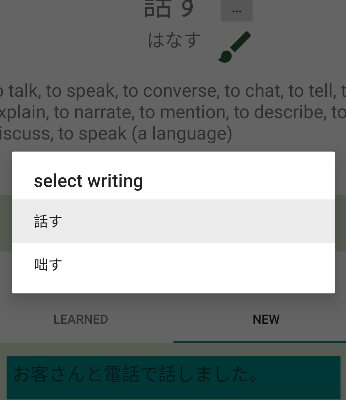 話す
...
はなす
to talk, to speak, to converse, to chat, to tell, t
xplain, to narrate, to mention, to describe, to
iscuss, to speak (a language)
select writing
話す
咄す
LEARNED
NEW
お客さんと電話で話しました。